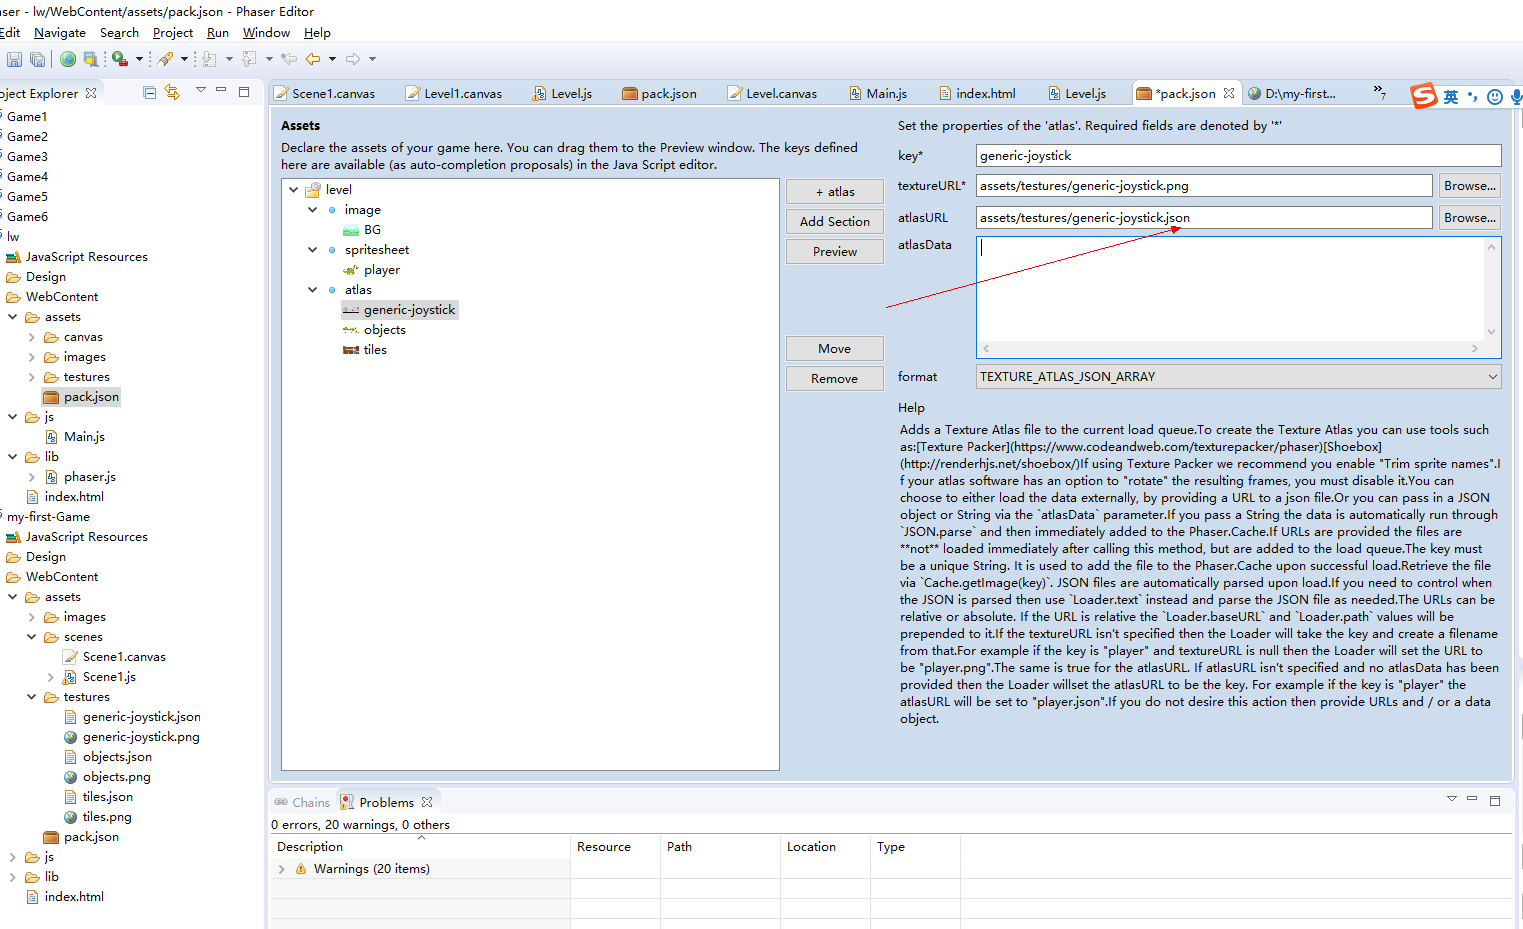 aser - lw/WebContent/assets/pack.json - Phaser Editor
Edit Navigate Search Project Run Window Help
oject Explorer
Game1
Game2
Game3
Game4
Game5
Game6
lw
JavaScript Resources
Design
WebContent
assets
canvas
images
testures
pack.json
js
Main.js
lib
phaser.js
index.html
my-first-Game
JavaScript Resources
Design
WebContent
assets
images
scenes
Scene1.canvas
Scene1.js
testures
generic-joystick.json
generic-joystick.png
objects.json
objects.png
tiles.json
tiles.png
pack.json
js
lib
index.html
Scene1.canvas Level1.canvas Level.js pack.json Level.canvas Main.js index.html Level.js *pack.json D:\my-first... »7
英
Assets
Declare the assets of your game here. You can drag them to the Preview window. The keys defined
here are available (as auto-completion proposals) in the Java Script editor.
level
image
BG
spritesheet
player
atlas
generic-joystick
objects
tiles
+ atlas
Add Section
Preview
Move
Remove
Set the properties of the 'atlas'. Required fields are denoted by '*'
key* generic-joystick
textureURL* assets/testures/generic-joystick.png Browse...
atlasURL assets/testures/generic-joystick.json Browse...
atlasData
format TEXTURE_ATLAS_JSON_ARRAY
Help
Adds a Texture Atlas file to the current load queue.To create the Texture Atlas you can use tools such
as:[Texture Packer](https://www.codeandweb.com/texturepacker/phaser)[Shoebox]
(http://renderhjs.net/shoebox/)If using Texture Packer we recommend you enable "Trim sprite names".I
f your atlas software has an option to "rotate" the resulting frames, you must disable it.You can
choose to either load the data externally, by providing a URL to a json file.Or you can pass in a JSON
object or String via the `atlasData` parameter.If you pass a String the data is automatically run through
`JSON.parse` and then immediately added to the Phaser.Cache.If URLs are provided the files are
**not** loaded immediately after calling this method, but are added to the load queue.The key must
be a unique String. It is used to add the file to the Phaser.Cache upon successful load.Retrieve the file
via `Cache.getImage(key)`. JSON files are automatically parsed upon load.If you need to control when
the JSON is parsed then use `Loader.text` instead and parse the JSON file as needed.The URLs can be
relative or absolute. If the URL is relative the `Loader.baseURL` and `Loader.path` values will be
prepended to it.If the textureURL isn't specified then the Loader will take the key and create a filename
from that.For example if the key is "player" and textureURL is null then the Loader will set the URL to
be "player.png".The same is true for the atlasURL. If atlasURL isn't specified and no atlasData has been
provided then the Loader willset the atlasURL to be the key. For example if the key is "player" the
atlasURL will be set to "player.json".If you do not desire this action then provide URLs and / or a data
object.
Chains Problems
0 errors, 20 warnings, 0 others
Description Resource Path Location Type
Warnings (20 items)